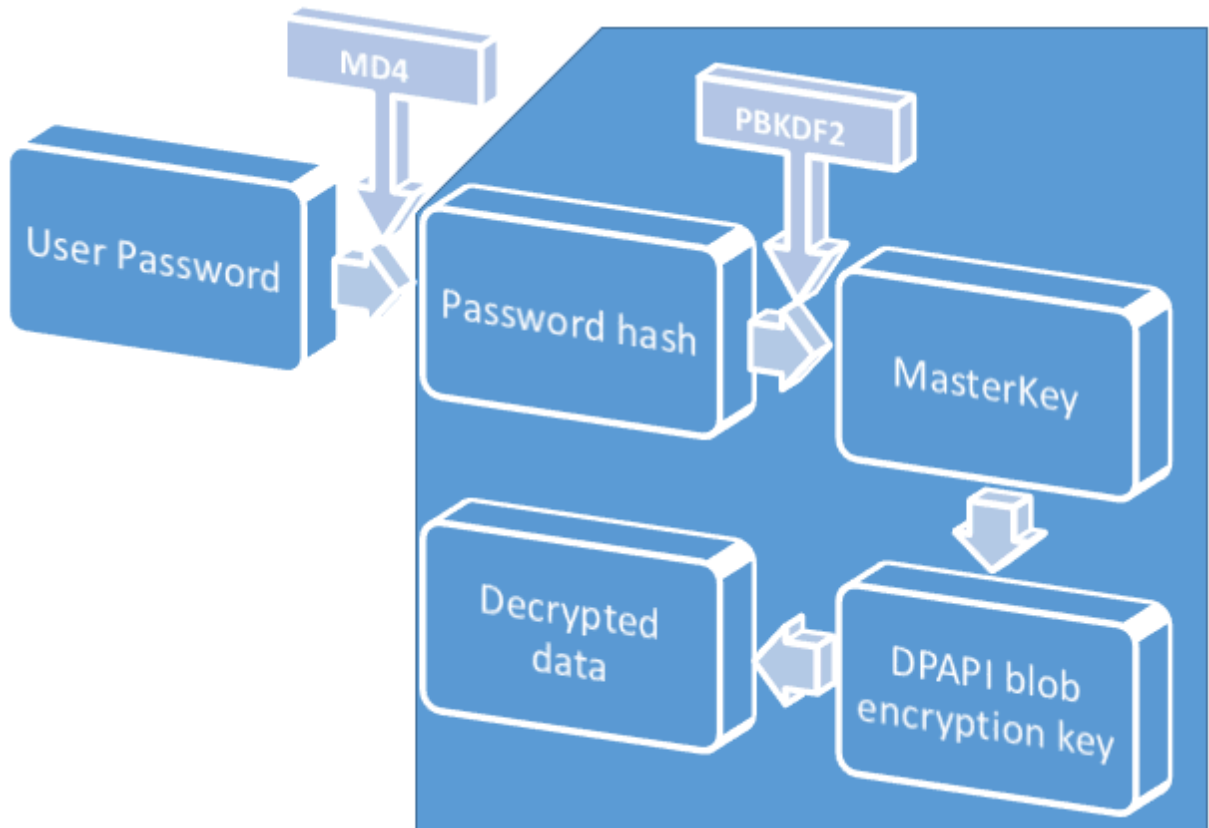 MD4
PBKDF2
User Password
Password hash
MasterKey
Decrypted
data
DPAPI blob
encryption key